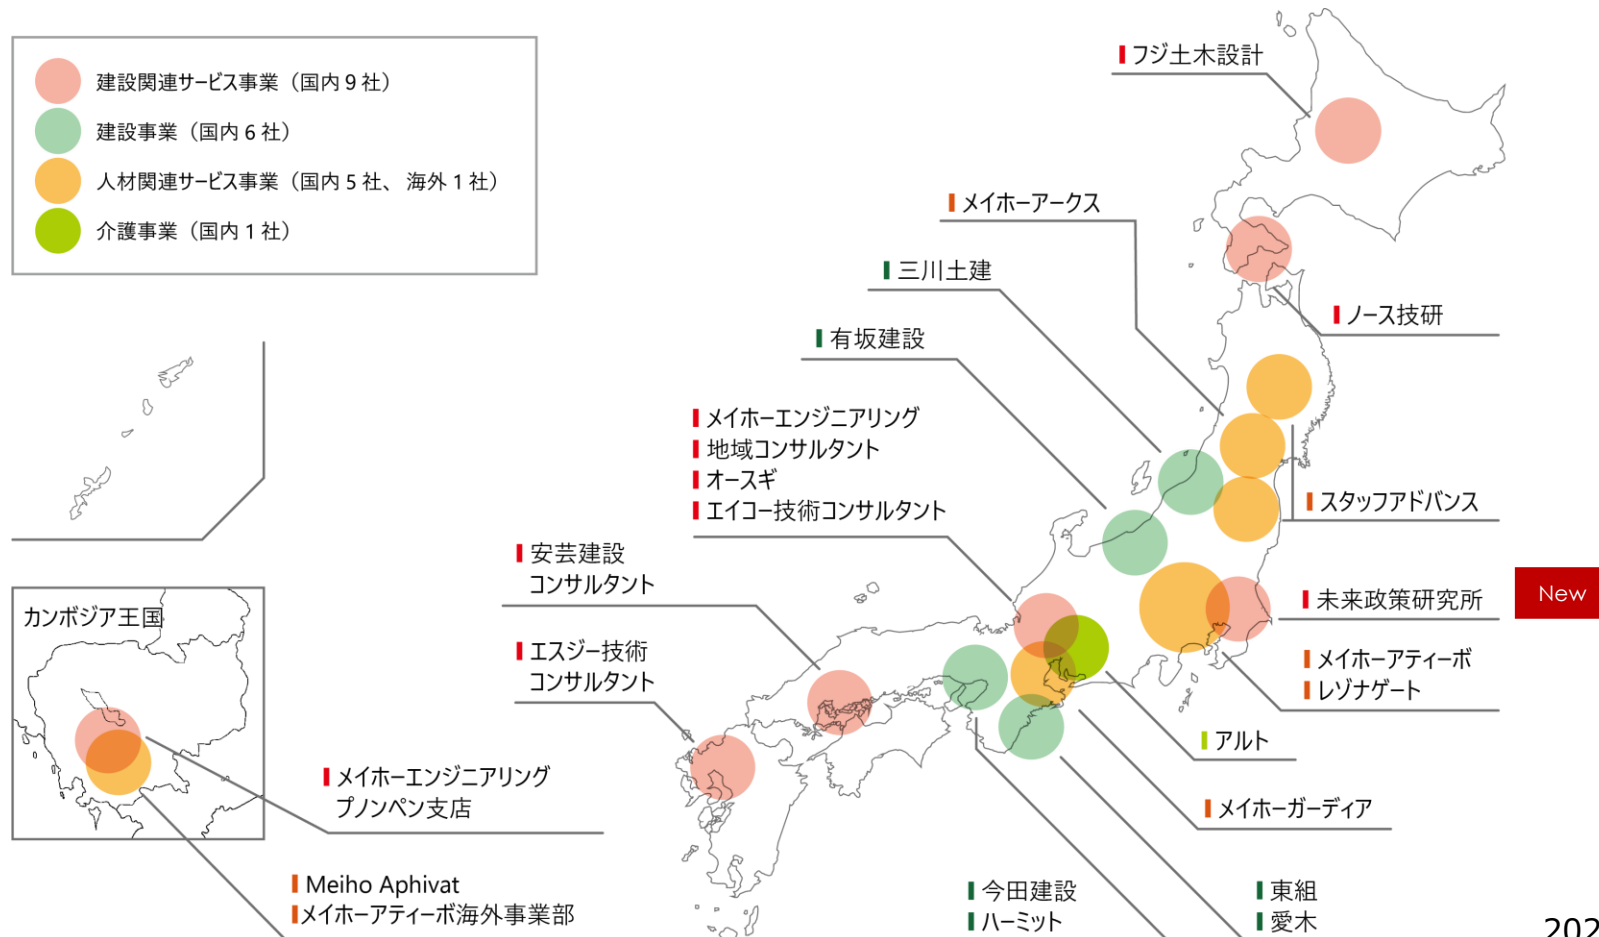 建設関連サービス事業（国内９社）
建設事業（国内６社）
人材関連サービス事業（国内５社、海外１社）
介護事業（国内１社）
フジ土木設計
メイホーアークス
三川土建
ノース技研
有坂建設
メイホーエンジニアリング
地域コンサルタント
オースギ
エイコー技術コンサルタント
スタッフアドバンス
安芸建設
コンサルタント
未来政策研究所
New
カンボジア王国
エスジー技術
コンサルタント
メイホーアティーボ
レゾナゲート
アルト
メイホーエンジニアリング
プノンペン支店
メイホーガーディア
Meiho Aphivat
メイホーアティーボ海外事業部
今田建設
ハーミット
東組
愛木
202